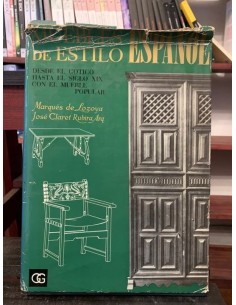 DE ESTILO ESPAÑOL
DESDE EL GÓTICO
HASTA EL SIGLO XIX
CON EL MUEBLE
POPULAR
Marqués de Lozoya
José Claret Rubira Arq
GG